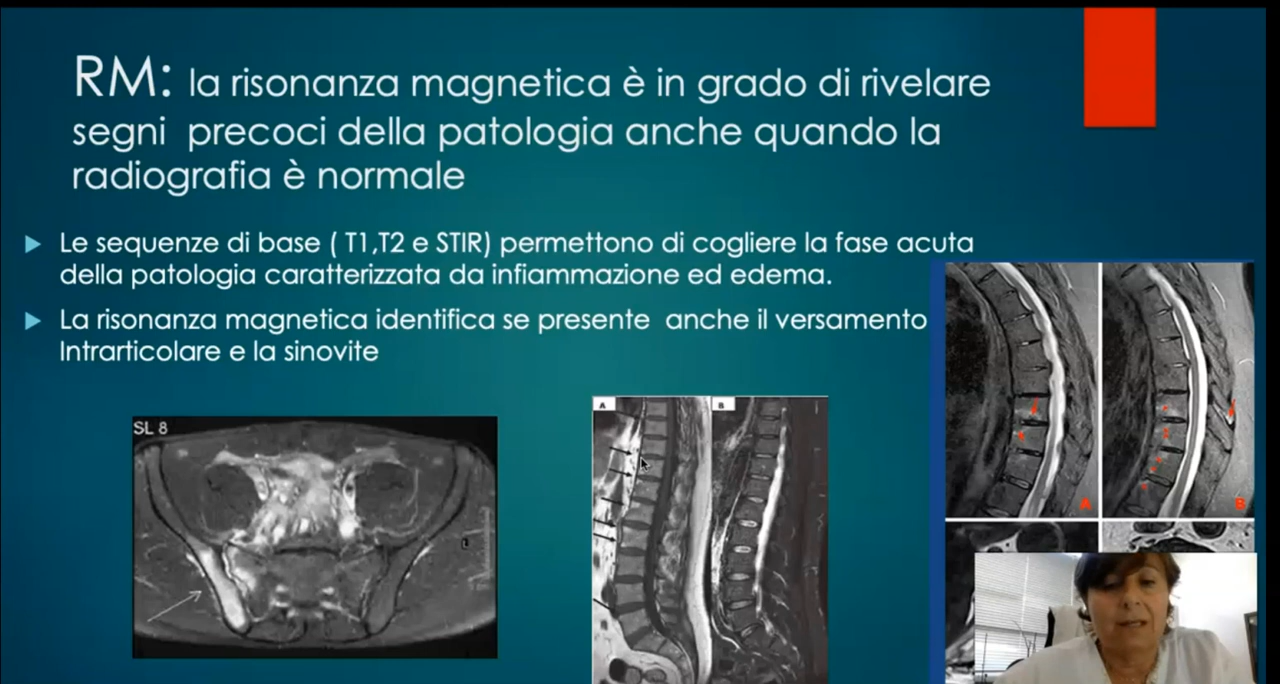 RM: la risonanza magnetica è in grado di rivelare
segni precoci della patologia anche quando la
radiografia è normale
Le sequenze di base ( T1,T2 e STIR) permettono di cogliere la fase acuta
della patologia caratterizzata da infiammazione ed edema.
La risonanza magnetica identifica se presente anche il versamento
Intrarticolare e la sinovite
SL 8
L
A
B
A
B